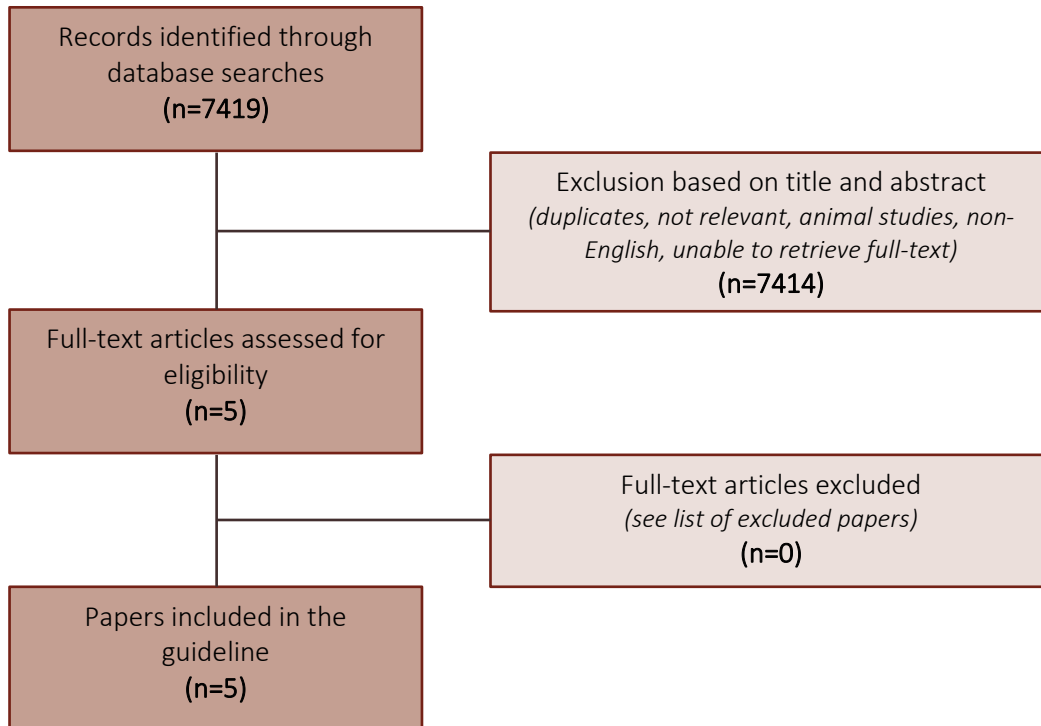 Records identified through
database searches
(n=7419)
Exclusion based on title and abstract
(duplicates, not relevant, animal studies, non-
English, unable to retrieve full-text)
(n=7414)
Full-text articles assessed for
eligibility
(n=5)
Full-text articles excluded
(see list of excluded papers)
(n=0)
Papers included in the
guideline
(n=5)